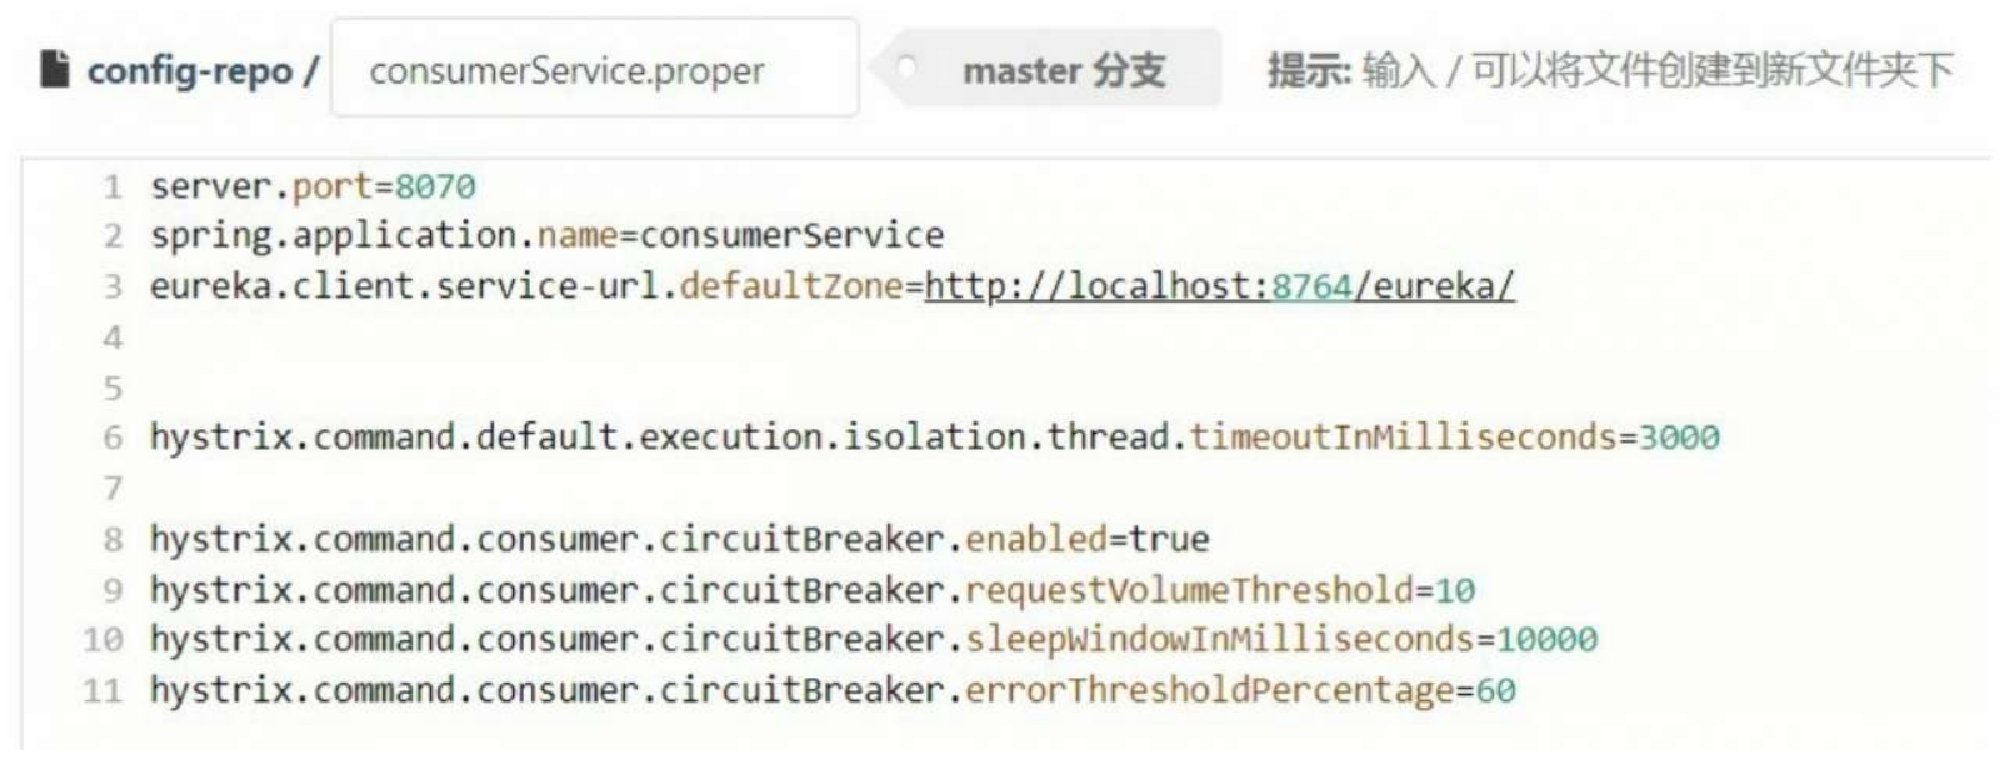 config-repo / consumerService.proper master 分支 提示: 输入 / 可以将文件创建到新文件夹下
1 server.port=8070
2 spring.application.name=consumerService
3 eureka.client.service-url.defaultZone=http://localhost:8764/eureka/
4
5
6 hystrix.command.default.execution.isolation.thread.timeoutInMilliseconds=3000
7
8 hystrix.command.consumer.circuitBreaker.enabled=true
9 hystrix.command.consumer.circuitBreaker.requestVolumeThreshold=10
10 hystrix.command.consumer.circuitBreaker.sleepWindowInMilliseconds=10000
11 hystrix.command.consumer.circuitBreaker.errorThresholdPercentage=60